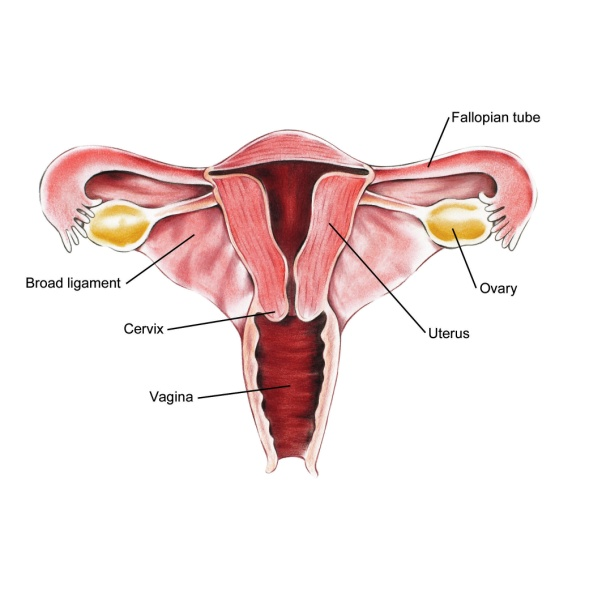 Fallopian tube
Broad ligament
Ovary
Cervix
Uterus
Vagina